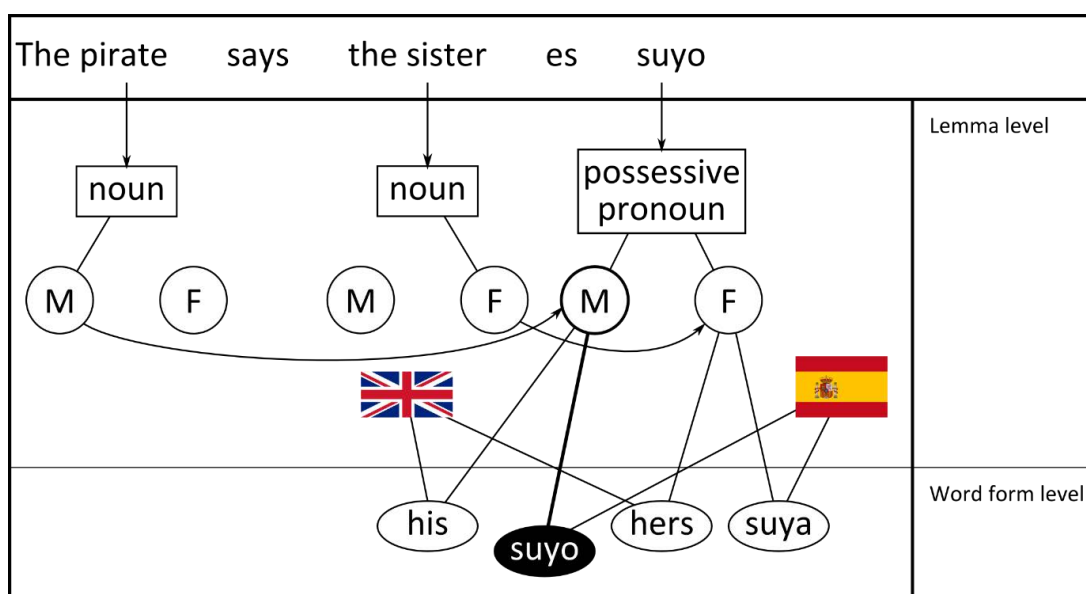 The pirate says the sister es suyo
Lemma level
noun noun possessive
pronoun
M F M F M F
Word form level
his hers suya
suyo